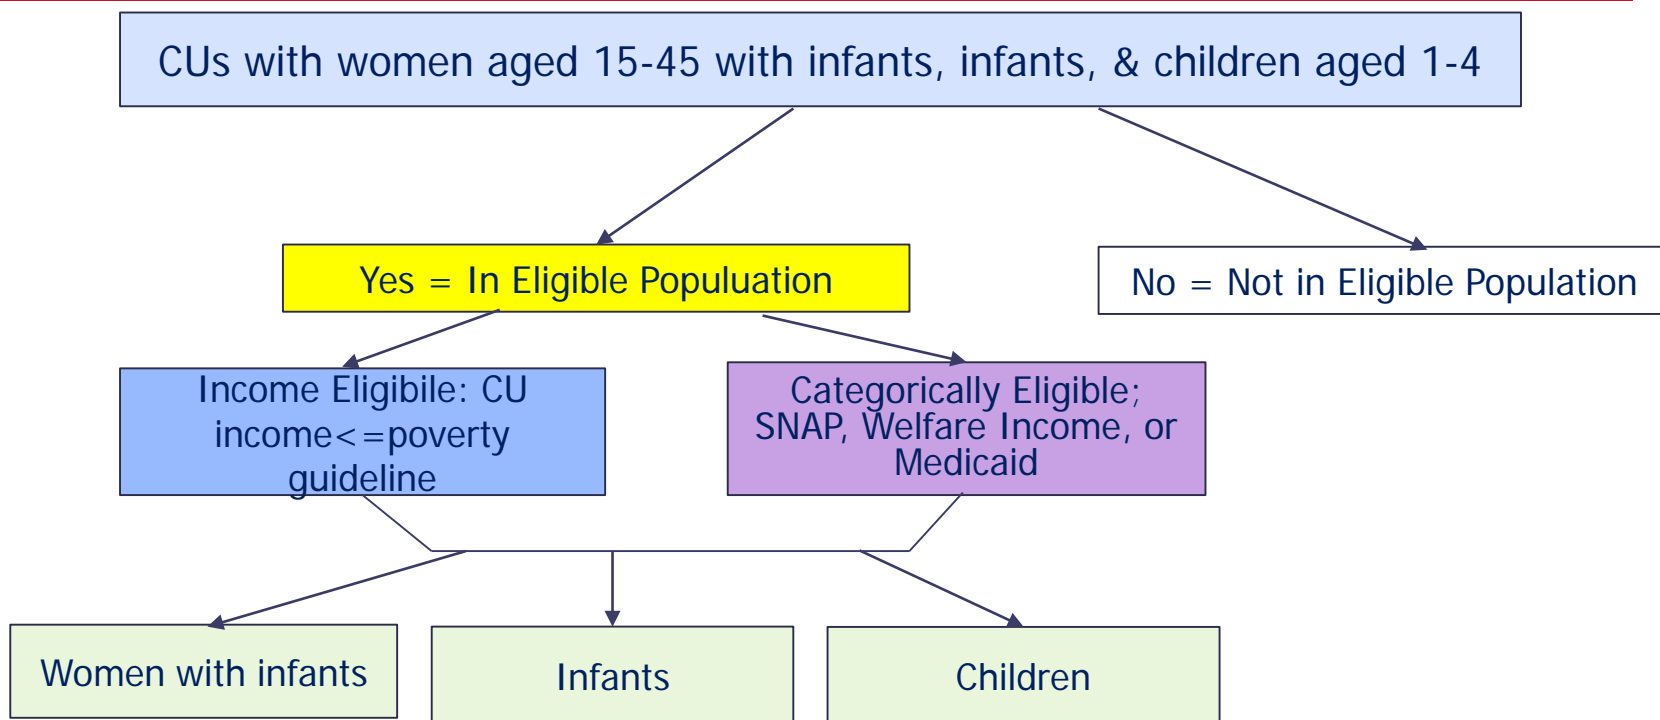 CUs with women aged 15-45 with infants, infants, & children aged 1-4
Yes = In Eligible Populuation
No = Not in Eligible Population
Income Eligibile: CU
income<=poverty
guideline
Categorically Eligible;
SNAP, Welfare Income, or
Medicaid
Women with infants
Infants
Children